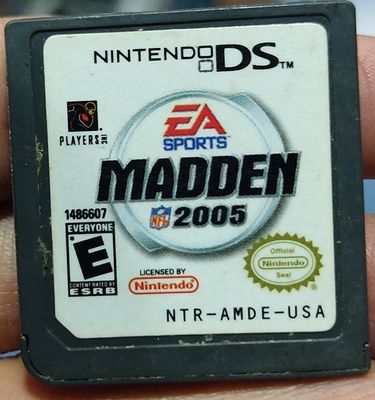 NINTENDO DS™
EA
SPORTS
PLAYERS INC
MADDEN
NFL 2005
1486607
EVERYONE
E
CONTENT RATED BY
ESRB
LICENSED BY
Nintendo
Official
Nintendo
Seal
NTR-AMDE-USA